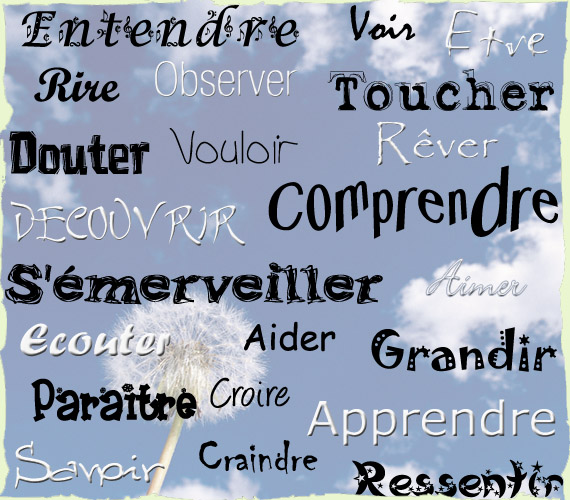 Entendre Voir Etre
Rire Observer Toucher
Douter Vouloir Rêver
DECOUVRIR Comprendre
S'émerveiller Aimer
Ecouter Aider Grandir
Paraître Croire Apprendre
Savoir Craindre Ressentir